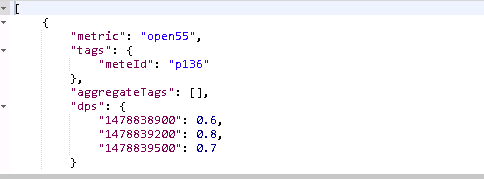 [
{
"metric": "open55",
"tags": {
"meteId": "p136"
},
"aggregateTags": [],
"dps": {
"1478838900": 0.6,
"1478839200": 0.8,
"1478839500": 0.7
}